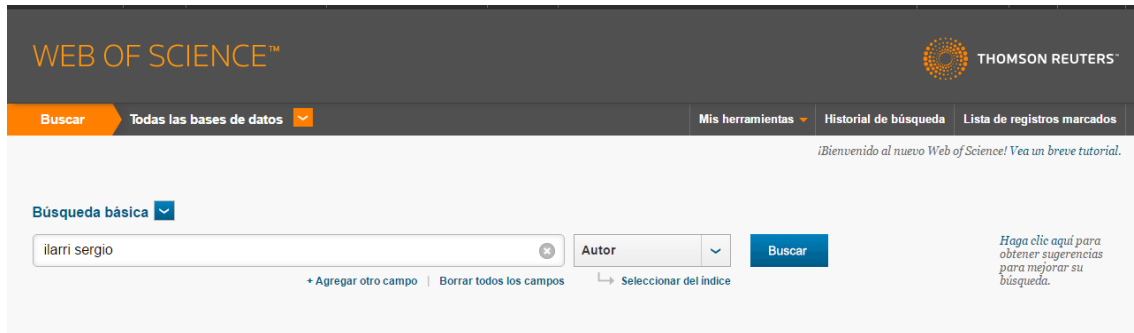 WEB OF SCIENCE™
THOMSON REUTERS™
Buscar Todas las bases de datos Mis herramientas Historial de búsqueda Lista de registros marcados
¡Bienvenido al nuevo Web of Science! Vea un breve tutorial.
Búsqueda básica
ilarri sergio Autor Buscar
+ Agregar otro campo | Borrar todos los campos Seleccionar del índice
Haga clic aquí para
obtener sugerencias
para mejorar su
búsqueda.